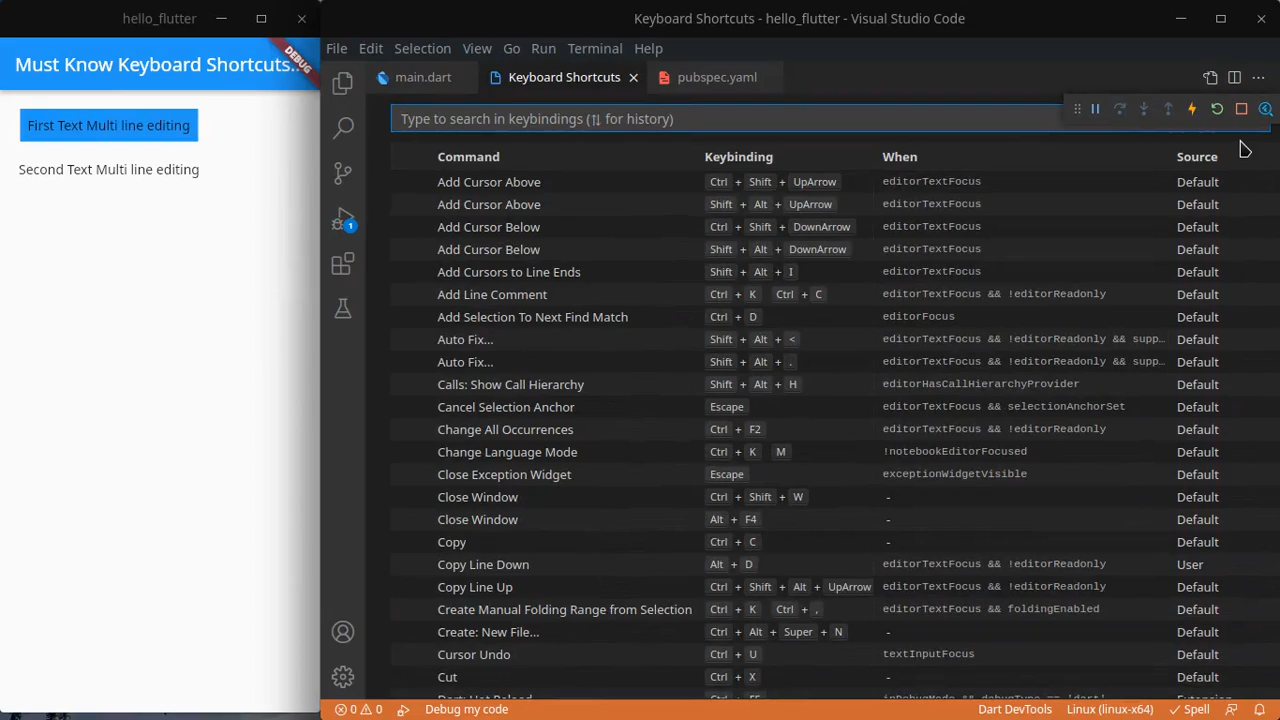 hello_flutter
Must Know Keyboard Shortcuts...
DEBUG
First Text Multi line editing
Second Text Multi line editing
Keyboard Shortcuts - hello_flutter - Visual Studio Code
File Edit Selection View Go Run Terminal Help
main.dart Keyboard Shortcuts pubspec.yaml
Type to search in keybindings (↑↓ for history)
Command Keybinding When Source
Add Cursor Above Ctrl + Shift + UpArrow editorTextFocus Default
Add Cursor Above Shift + Alt + UpArrow editorTextFocus Default
Add Cursor Below Ctrl + Shift + DownArrow editorTextFocus Default
1
Add Cursor Below Shift + Alt + DownArrow editorTextFocus Default
Add Cursors to Line Ends Shift + Alt + I editorTextFocus Default
Add Line Comment Ctrl + K Ctrl + C editorTextFocus && !editorReadonly Default
Add Selection To Next Find Match Ctrl + D editorFocus Default
Auto Fix... Shift + Alt + < editorTextFocus && !editorReadonly && supp... Default
Auto Fix... Shift + Alt + . editorTextFocus && !editorReadonly && supp... Default
Calls: Show Call Hierarchy Shift + Alt + H editorHasCallHierarchyProvider Default
Cancel Selection Anchor Escape editorTextFocus && selectionAnchorSet Default
Change All Occurrences Ctrl + F2 editorTextFocus && !editorReadonly Default
Change Language Mode Ctrl + K M !notebookEditorFocused Default
Close Exception Widget Escape exceptionWidgetVisible Default
Close Window Ctrl + Shift + W - Default
Close Window Alt + F4 - Default
Copy Ctrl + C - Default
Copy Line Down Alt + D editorTextFocus && !editorReadonly User
Copy Line Up Ctrl + Shift + Alt + UpArrow editorTextFocus && !editorReadonly Default
Create Manual Folding Range from Selection Ctrl + K Ctrl + , editorTextFocus && foldingEnabled Default
Create: New File... Ctrl + Alt + Super + N - Default
Cursor Undo Ctrl + U textInputFocus Default
Cut Ctrl + X - Default
Dart: Hot Reload Ctrl + F5 inDebugMode && debugType == 'dart' Extension
0 0 Debug my code Dart DevTools Linux (linux-x64) Spell